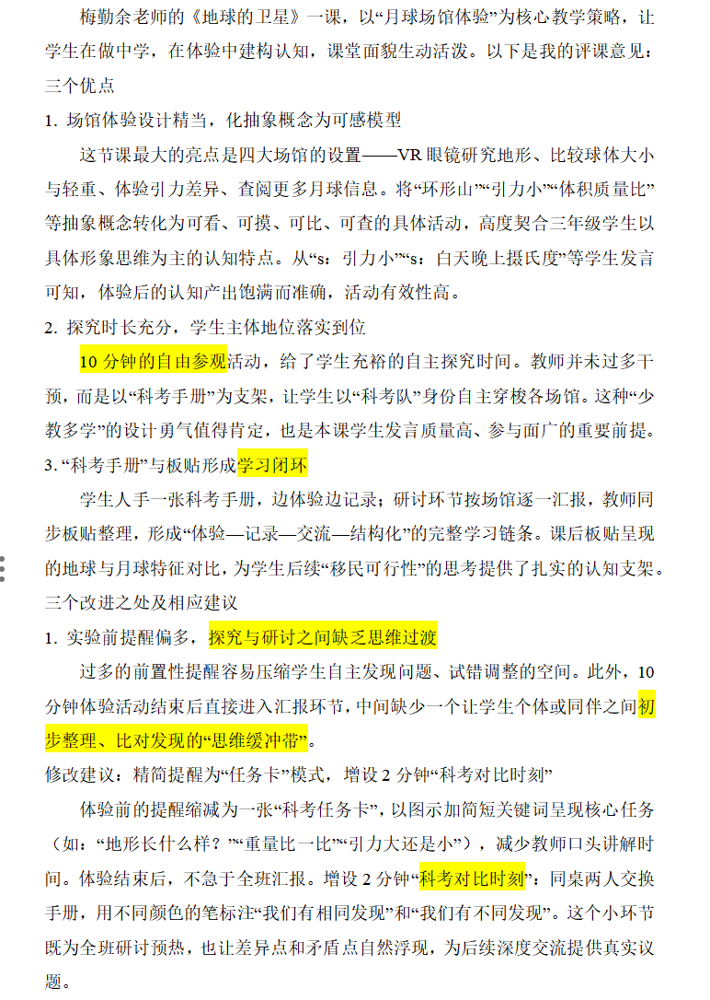 梅勤余老师的《地球的卫星》一课，以“月球场馆体验”为核心教学策略，让
学生在做中学，在体验中建构认知，课堂面貌生动活泼。以下是我的评课意见：
三个优点
1. 场馆体验设计精当，化抽象概念为可感模型
这节课最大的亮点是四大场馆的设置——VR 眼镜研究地形、比较球体大小
与轻重、体验引力差异、查阅更多月球信息。将“环形山”“引力小”“体积质量比”
等抽象概念转化为可看、可摸、可比、可查的具体活动，高度契合三年级学生以
具体形象思维为主的认知特点。从“s：引力小”“s：白天晚上摄氏度”等学生发言
可知，体验后的认知产出饱满而准确，活动有效性高。
2. 探究时长充分，学生主体地位落实到位
10 分钟的自由参观活动，给了学生充裕的自主探究时间。教师并未过多干
预，而是以“科考手册”为支架，让学生以“科考队”身份自主穿梭各场馆。这种“少
教多学”的设计勇气值得肯定，也是本课学生发言质量高、参与面广的重要前提。
3. “科考手册”与板贴形成学习闭环
学生人手一张科考手册，边体验边记录；研讨环节按场馆逐一汇报，教师同
步板贴整理，形成“体验—记录—交流—结构化”的完整学习链条。课后板贴呈现
的地球与月球特征对比，为学生后续“移民可行性”的思考提供了扎实的认知支架。
三个改进之处及相应建议
1. 实验前提醒偏多，探究与研讨之间缺乏思维过渡
过多的前置性提醒容易压缩学生自主发现问题、试错调整的空间。此外，10
分钟体验活动结束后直接进入汇报环节，中间缺少一个让学生个体或同伴之间初
步整理、比对发现的“思维缓冲带”。
修改建议：精简提醒为“任务卡”模式，增设 2 分钟“科考对比时刻”
体验前的提醒缩减为一张“科考任务卡”，以图示加简短关键词呈现核心任务
（如：“地形长什么样？”“重量比一比”“引力大还是小”），减少教师口头讲解时
间。体验结束后，不急于全班汇报。增设 2 分钟“科考对比时刻”：同桌两人交换
手册，用不同颜色的笔标注“我们有相同发现”和“我们有不同发现”。这个小环节
既为全班研讨预热，也让差异点和矛盾点自然浮现，为后续深度交流提供真实议
题。